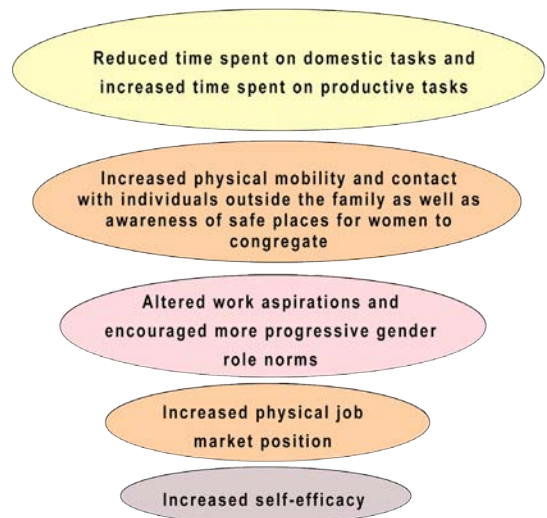 Reduced time spent on domestic tasks and
increased time spent on productive tasks
Increased physical mobility and contact
with individuals outside the family as well as
awareness of safe places for women to
congregate
Altered work aspirations and
encouraged more progressive gender
role norms
Increased physical job
market position
Increased self-efficacy